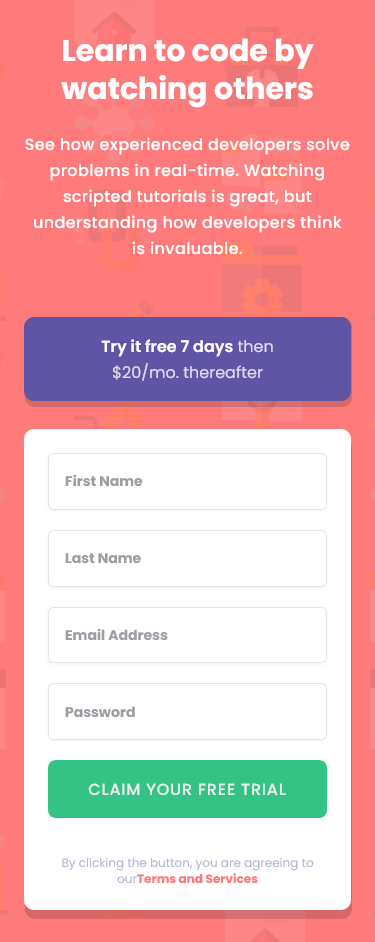 Learn to code by
watching others
See how experienced developers solve
problems in real-time. Watching
scripted tutorials is great, but
understanding how developers think
is invaluable.
Try it free 7 days then
$20/mo. thereafter
First Name
Last Name
Email Address
Password
CLAIM YOUR FREE TRIAL
By clicking the button, you are agreeing to
ourTerms and Services